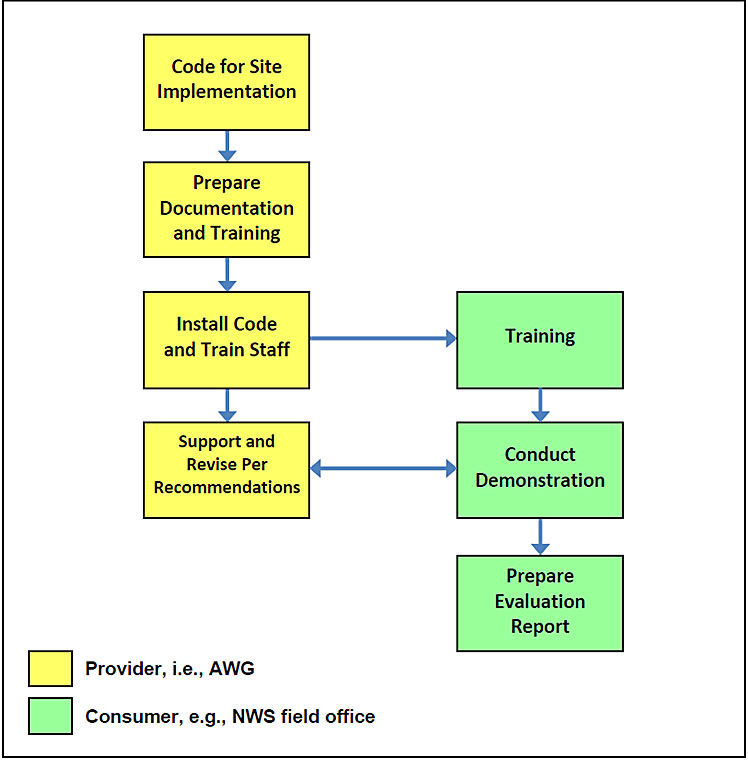 Code for Site
Implementation
Prepare
Documentation
and Training
Install Code
and Train Staff
Training
Support and
Revise Per
Recommendations
Conduct
Demonstration
Prepare
Evaluation
Report
Provider, i.e., AWG
Consumer, e.g., NWS field office